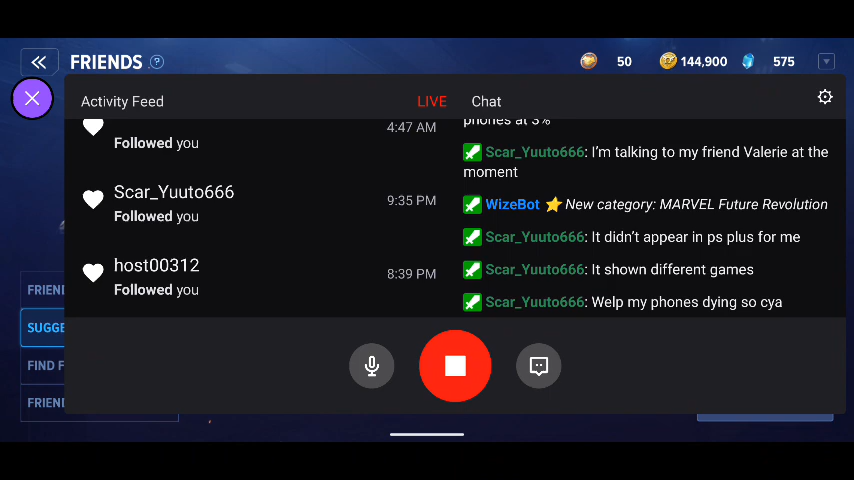 FRIENDS ?
50 144,900 575
Activity Feed
LIVE
Chat
4:47 AM
Followed you
Scar_Yuuto666
9:35 PM
Followed you
host00312
8:39 PM
Followed you
phones at 3%
Scar_Yuuto666: I'm talking to my friend Valerie at the
moment
WizeBot ⭐ New category: MARVEL Future Revolution
Scar_Yuuto666: It didn't appear in ps plus for me
Scar_Yuuto666: It shown different games
Scar_Yuuto666: Welp my phones dying so cya
FRIEN
SUGGE
FIND F
FRIEN